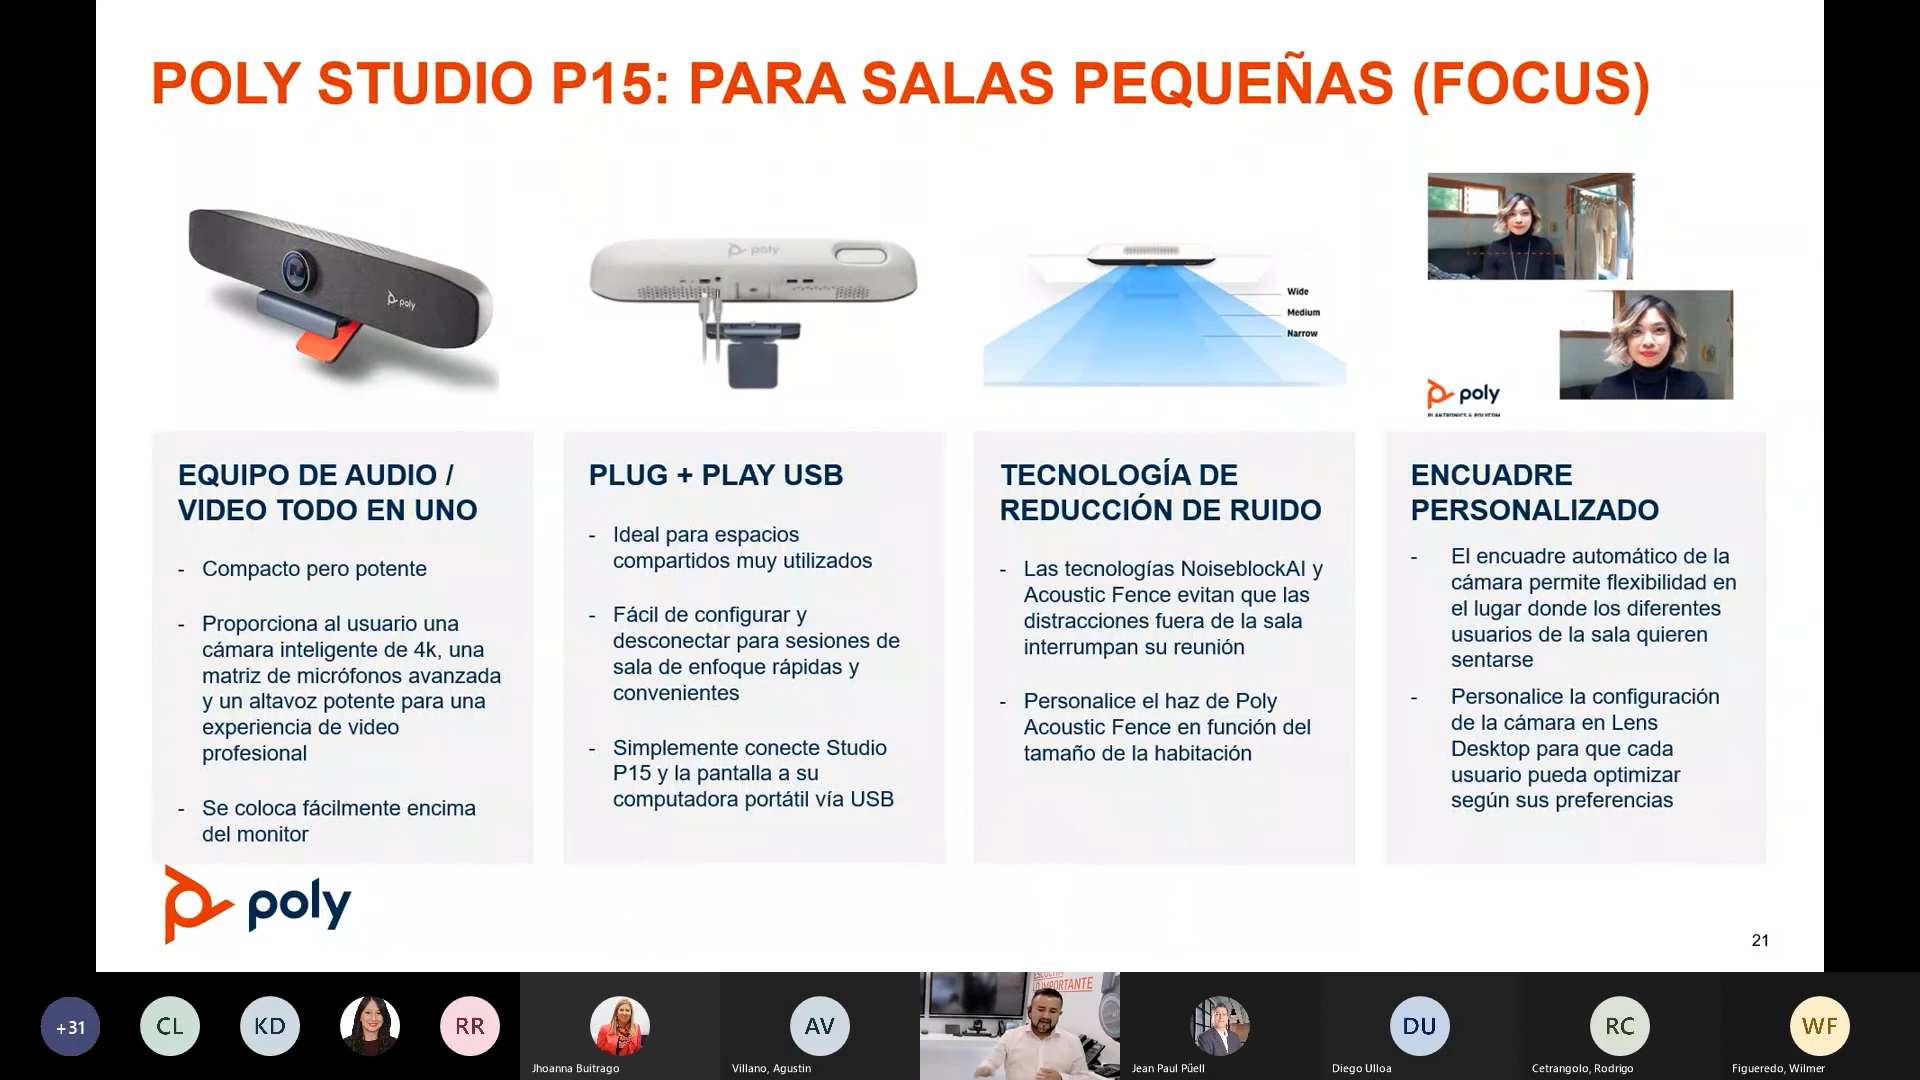 POLY STUDIO P15: PARA SALAS PEQUEÑAS (FOCUS)
poly
poly
Wide
Medium
Narrow
poly
PLANTRONICS & POLYCOM
EQUIPO DE AUDIO /
VIDEO TODO EN UNO
- Compacto pero potente
- Proporciona al usuario una
cámara inteligente de 4k, una
matriz de micrófonos avanzada
y un altavoz potente para una
experiencia de video
profesional
- Se coloca fácilmente encima
del monitor
PLUG + PLAY USB
- Ideal para espacios
compartidos muy utilizados
- Fácil de configurar y
desconectar para sesiones de
sala de enfoque rápidas y
convenientes
- Simplemente conecte Studio
P15 y la pantalla a su
computadora portátil vía USB
TECNOLOGÍA DE
REDUCCIÓN DE RUIDO
- Las tecnologías NoiseblockAI y
Acoustic Fence evitan que las
distracciones fuera de la sala
interrumpan su reunión
- Personalice el haz de Poly
Acoustic Fence en función del
tamaño de la habitación
ENCUADRE
PERSONALIZADO
- El encuadre automático de la
cámara permite flexibilidad en
el lugar donde los diferentes
usuarios de la sala quieren
sentarse
- Personalice la configuración
de la cámara en Lens
Desktop para que cada
usuario pueda optimizar
según sus preferencias
poly
21
+31
CL
KD
RR
Jhoanna Buitrago
AV
Villano, Agustin
ESCUCHA
LO IMPORTANTE
Jean Paul Püell
DU
Diego Ulloa
RC
Cetrangolo, Rodrigo
WF
Figueredo, Wilmer